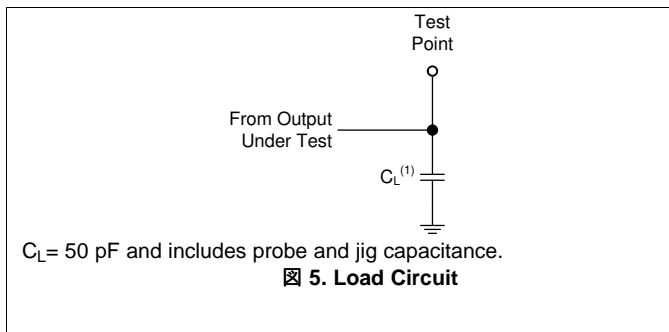 Test
Point
From Output
Under Test
CL(1)
CL= 50 pF and includes probe and jig capacitance.
図 5. Load Circuit